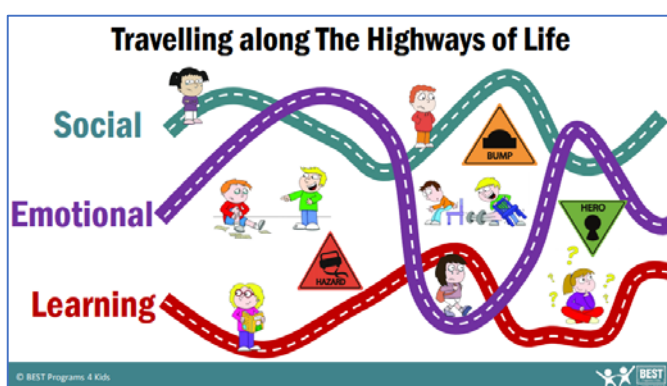 Travelling along The Highways of Life
Social
BUMP
Emotional
HERO
HAZARD
Learning
© BEST Programs 4 Kids
BEST